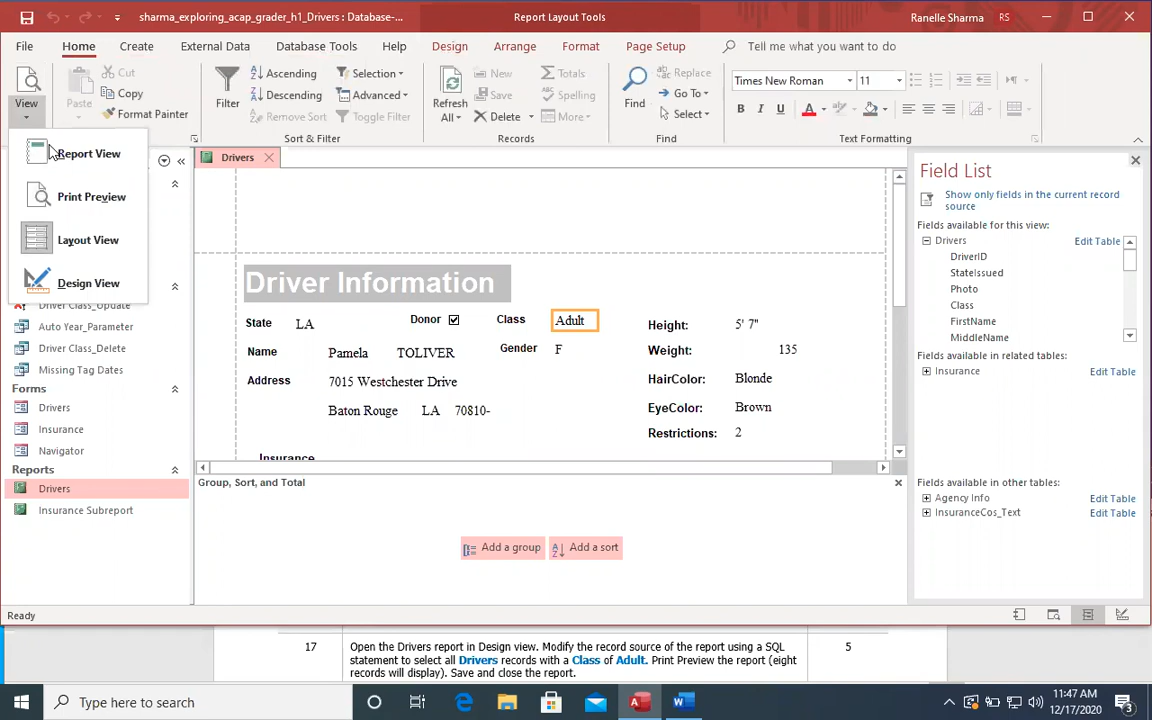 sharma_exploring_acap_grader_h1_Drivers : Database-...
Report Layout Tools
Ranelle Sharma
RS
File
Home
Create
External Data
Database Tools
Help
Design
Arrange
Format
Page Setup
Tell me what you want to do
View
Paste
Cut
Copy
Format Painter
Filter
Ascending
Descending
Remove Sort
Selection
Advanced
Toggle Filter
Sort & Filter
Refresh
All
New
Save
Delete
Totals
Spelling
More
Records
Find
Replace
Go To
Select
Find
Times New Roman
11
B I U A
Text Formatting
Report View
Print Preview
Layout View
Design View
Driver Class_Update
Auto Year_Parameter
Driver Class_Delete
Missing Tag Dates
Forms
Drivers
Insurance
Navigator
Reports
Drivers
Insurance Subreport
Drivers
Driver Information
State LA Donor Class Adult
Name Pamela TOLIVER Gender F
Address 7015 Westchester Drive
Baton Rouge LA 70810-
Height: 5' 7"
Weight: 135
HairColor: Blonde
EyeColor: Brown
Restrictions: 2
Insurance
Group, Sort, and Total
Add a group
Add a sort
Field List
Show only fields in the current record
source
Fields available for this view:
Drivers Edit Table
DriverID
StateIssued
Photo
Class
FirstName
MiddleName
Fields available in related tables:
Insurance Edit Table
Fields available in other tables:
Agency Info Edit Table
InsuranceCos_Text Edit Table
Ready
17 Open the Drivers report in Design view. Modify the record source of the report using a SQL 5
statement to select all Drivers records with a Class of Adult. Print Preview the report (eight
records will display). Save and close the report.
Type here to search
11:47 AM
12/17/2020
3